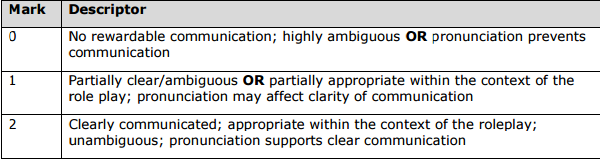 Mark Descriptor
0 No rewardable communication; highly ambiguous OR pronunciation prevents
communication
1 Partially clear/ambiguous OR partially appropriate within the context of the
role play; pronunciation may affect clarity of communication
2 Clearly communicated; appropriate within the context of the roleplay;
unambiguous; pronunciation supports clear communication